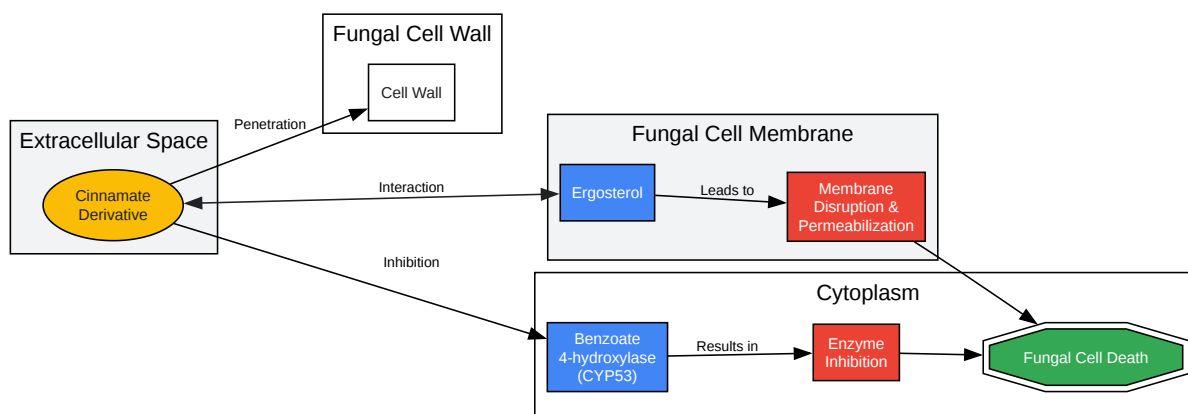 Fungal Cell Wall
Cell Wall
Penetration
Extracellular Space
Cinnamate
Derivative
Interaction
Fungal Cell Membrane
Ergosterol
Leads to
Membrane
Disruption &
Permeabilization
Inhibition
Cytoplasm
Benzoate
4-hydroxylase
(CYP53)
Results in
Enzyme
Inhibition
Fungal Cell Death